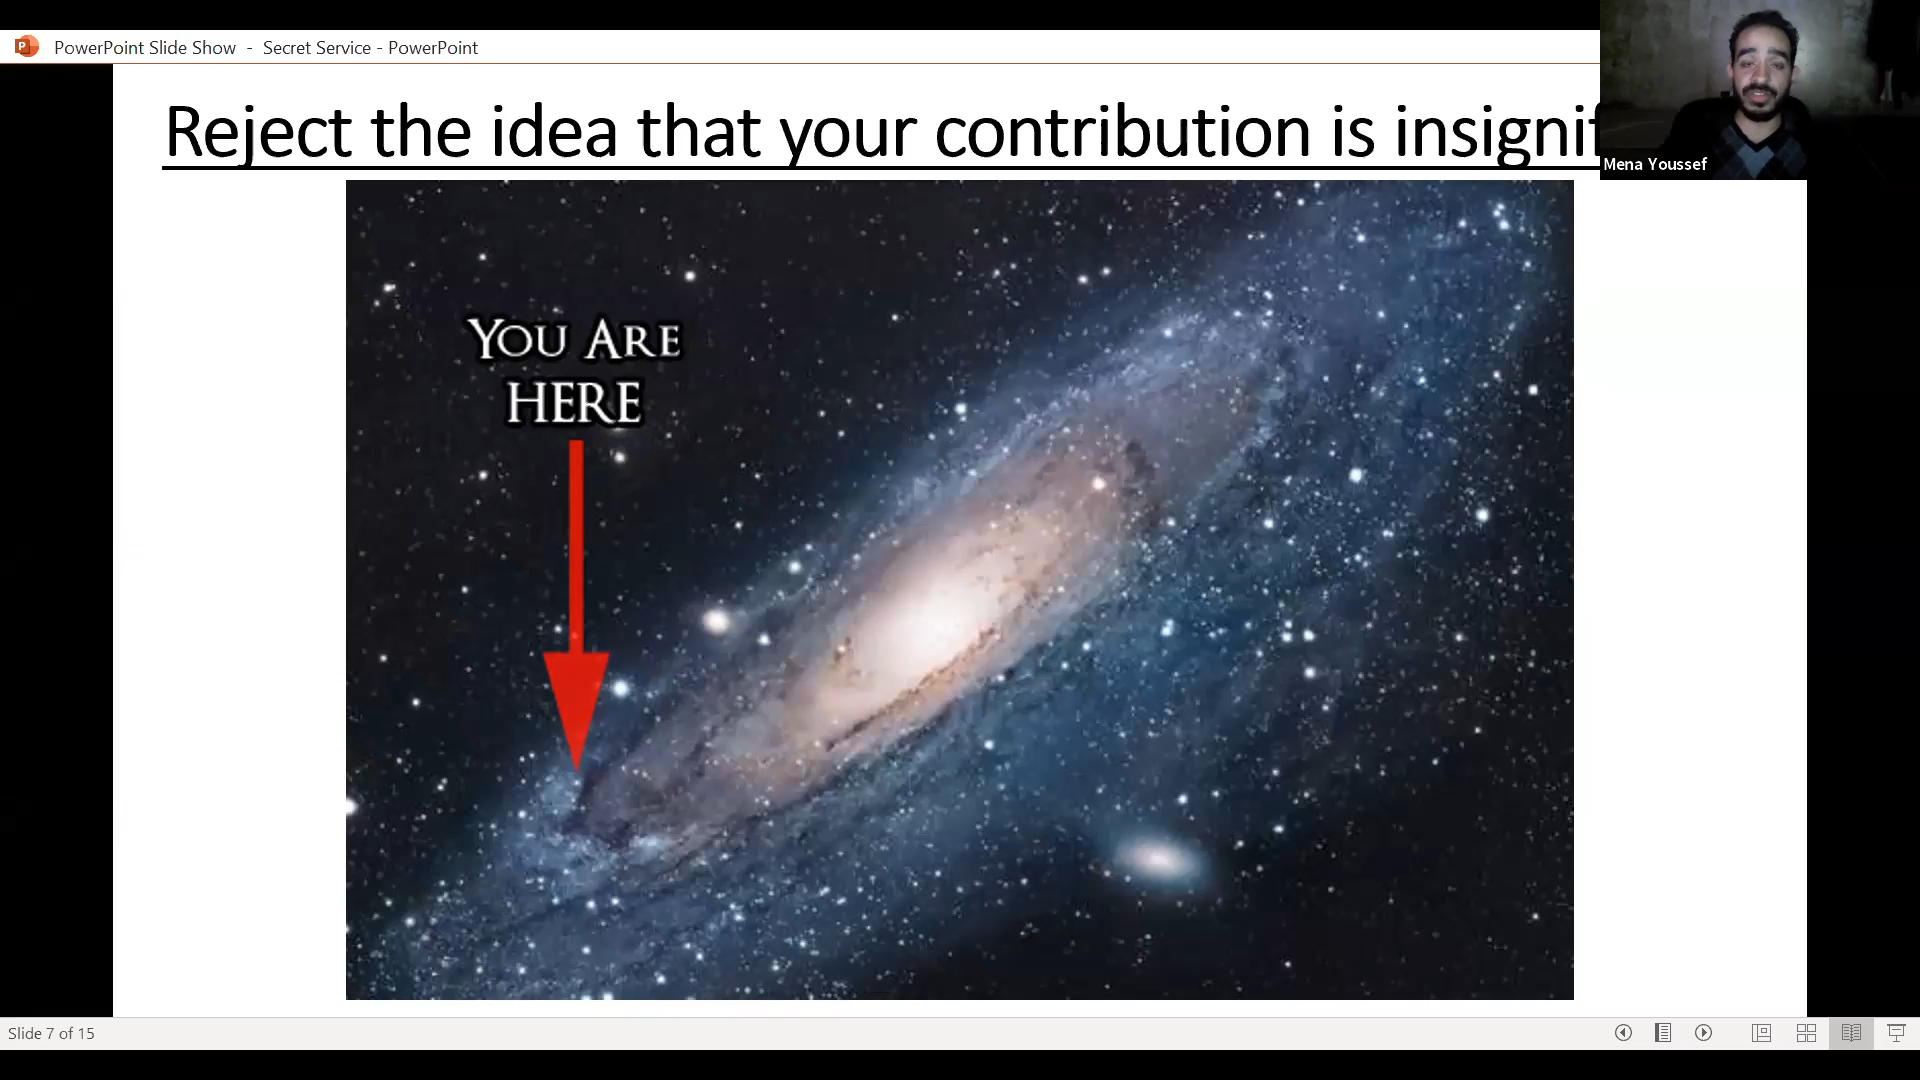 PowerPoint Slide Show - Secret Service - PowerPoint
Reject the idea that your contribution is
Mena Youssef
YOU ARE
HERE
Slide 7 of 15